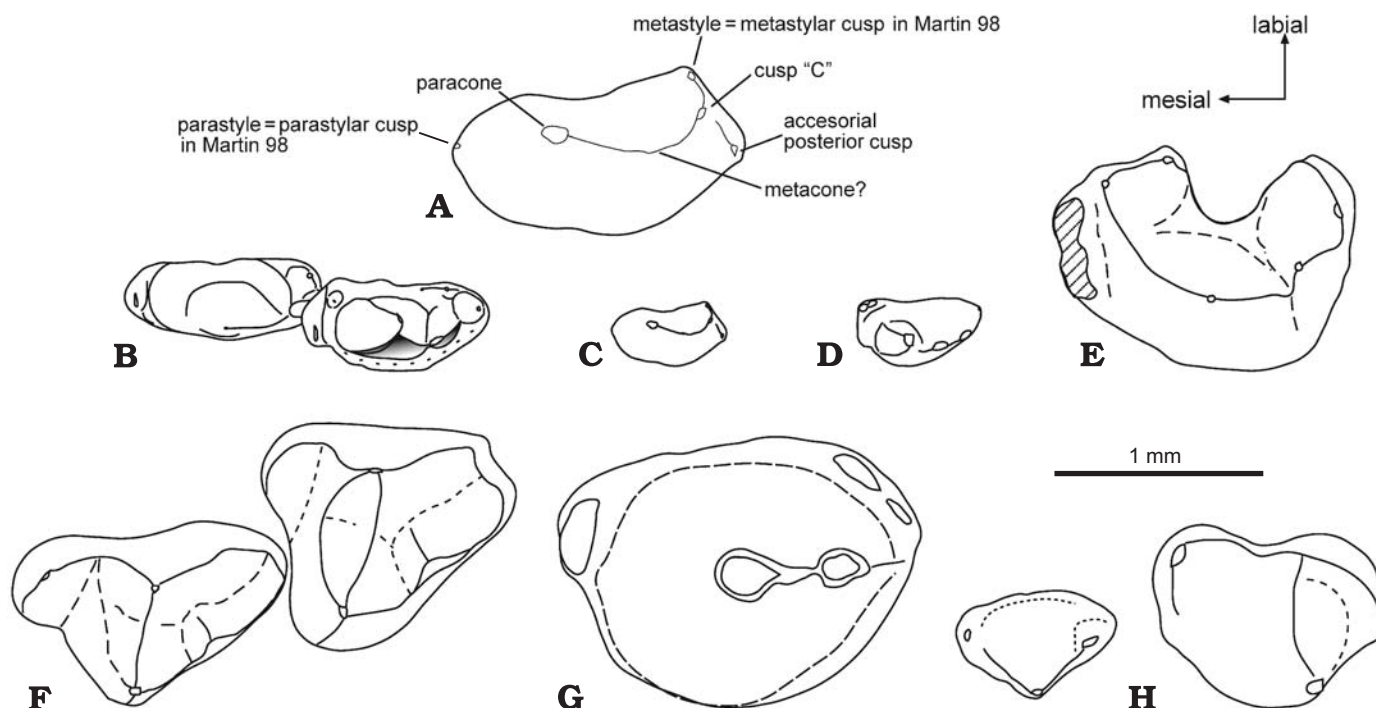 metastyle = metastylar cusp in Martin 98
labial
cusp “C”
paracone
mesial
parastyle = parastylar cusp
in Martin 98
accesorial
posterior cusp
metacone?
A
E
B
C
D
1 mm
F
G
H